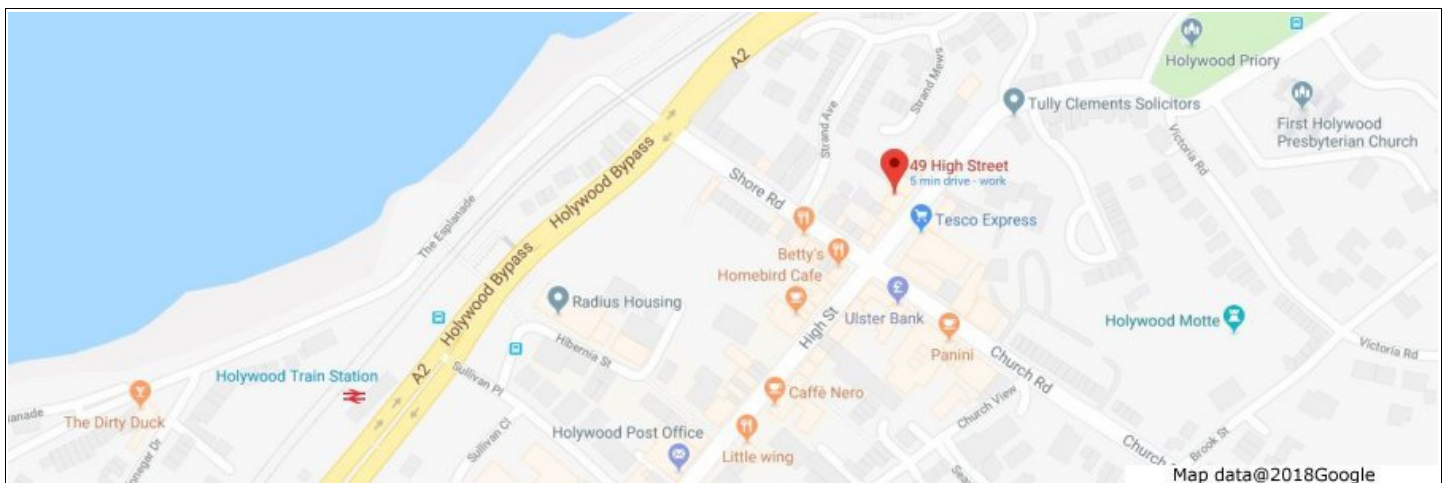 Holywood Priory
A2
Strand Mews
Tully Clements Solicitors
First Holywood
Presbyterian Church
Strand Ave
Victoria Rd
Holywood Bypass
49 High Street
5 min drive - work
Shore Rd
The Esplanade
Tesco Express
Betty's
Homebird Cafe
Holywood Bypass
Radius Housing
Ulster Bank
Holywood Motte
High St
Panini
Victoria Rd
Hibernia St
Church Rd
Holywood Train Station
A2
Sullivan Pl
Caffè Nero
The Dirty Duck
Church View
Sullivan Cl
Holywood Post Office
Little wing
Brook St
Church
Map data@2018Google